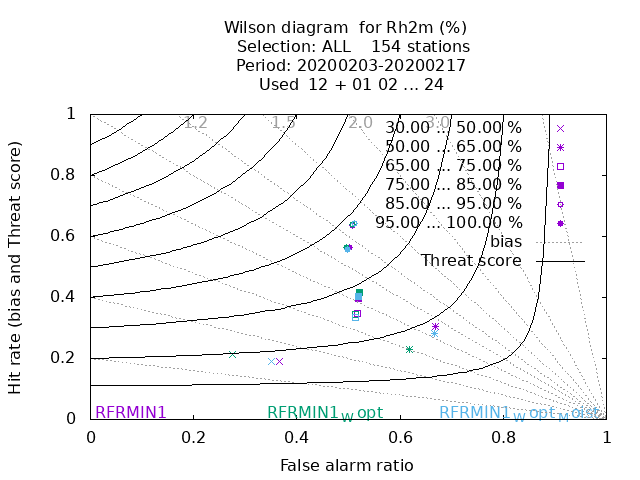 Wilson diagram  for Rh2m (%)
Selection: ALL    154 stations
Period: 20200203-20200217
Used  12 + 01 02 ... 24
1.2 1.5 2.0 3.0
30.00 ... 50.00 %
50.00 ... 65.00 %
65.00 ... 75.00 %
75.00 ... 85.00 %
85.00 ... 95.00 %
95.00 ... 100.00 %
bias
Threat score
Hit rate (bias and Threat score)
1
0.8
0.6
0.4
0.2
0
RFRMIN1 RFRMIN1W opt RFRMIN1W opt M
0 0.2 0.4 0.6 0.8 1
False alarm ratio